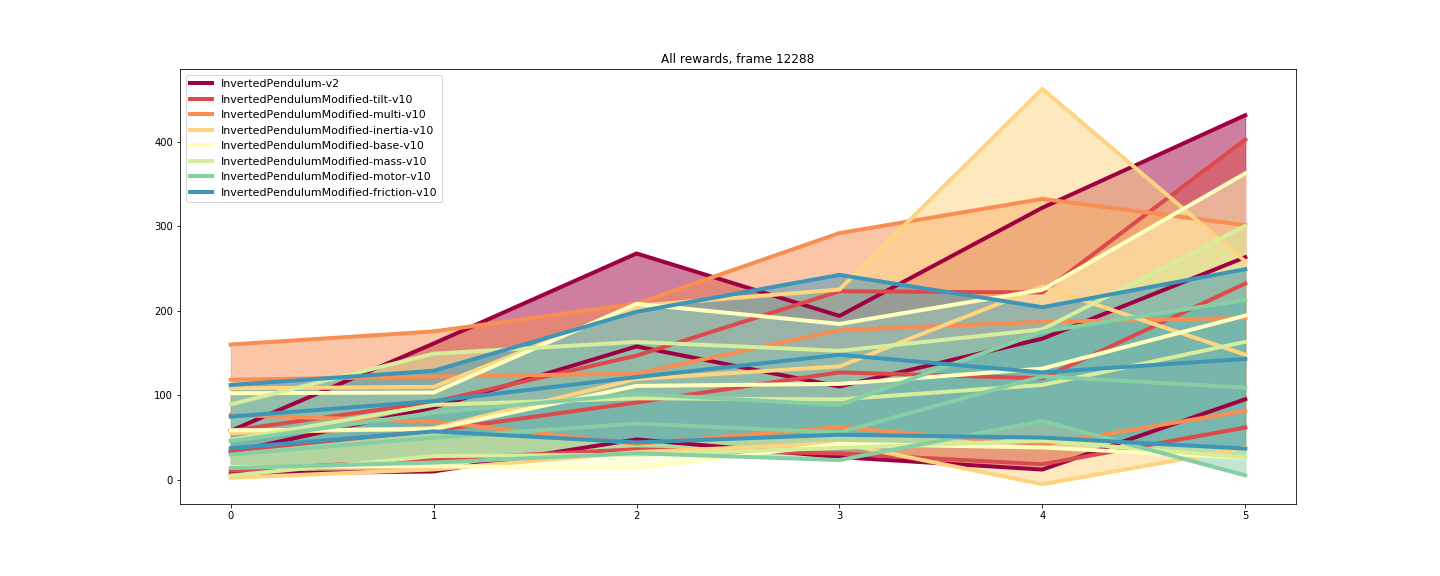 All rewards, frame 12288
InvertedPendulum-v2
InvertedPendulumModified-tilt-v10
InvertedPendulumModified-multi-v10
InvertedPendulumModified-inertia-v10
InvertedPendulumModified-base-v10
InvertedPendulumModified-mass-v10
InvertedPendulumModified-motor-v10
InvertedPendulumModified-friction-v10
400
300
200
100
0
0 1 2 3 4 5